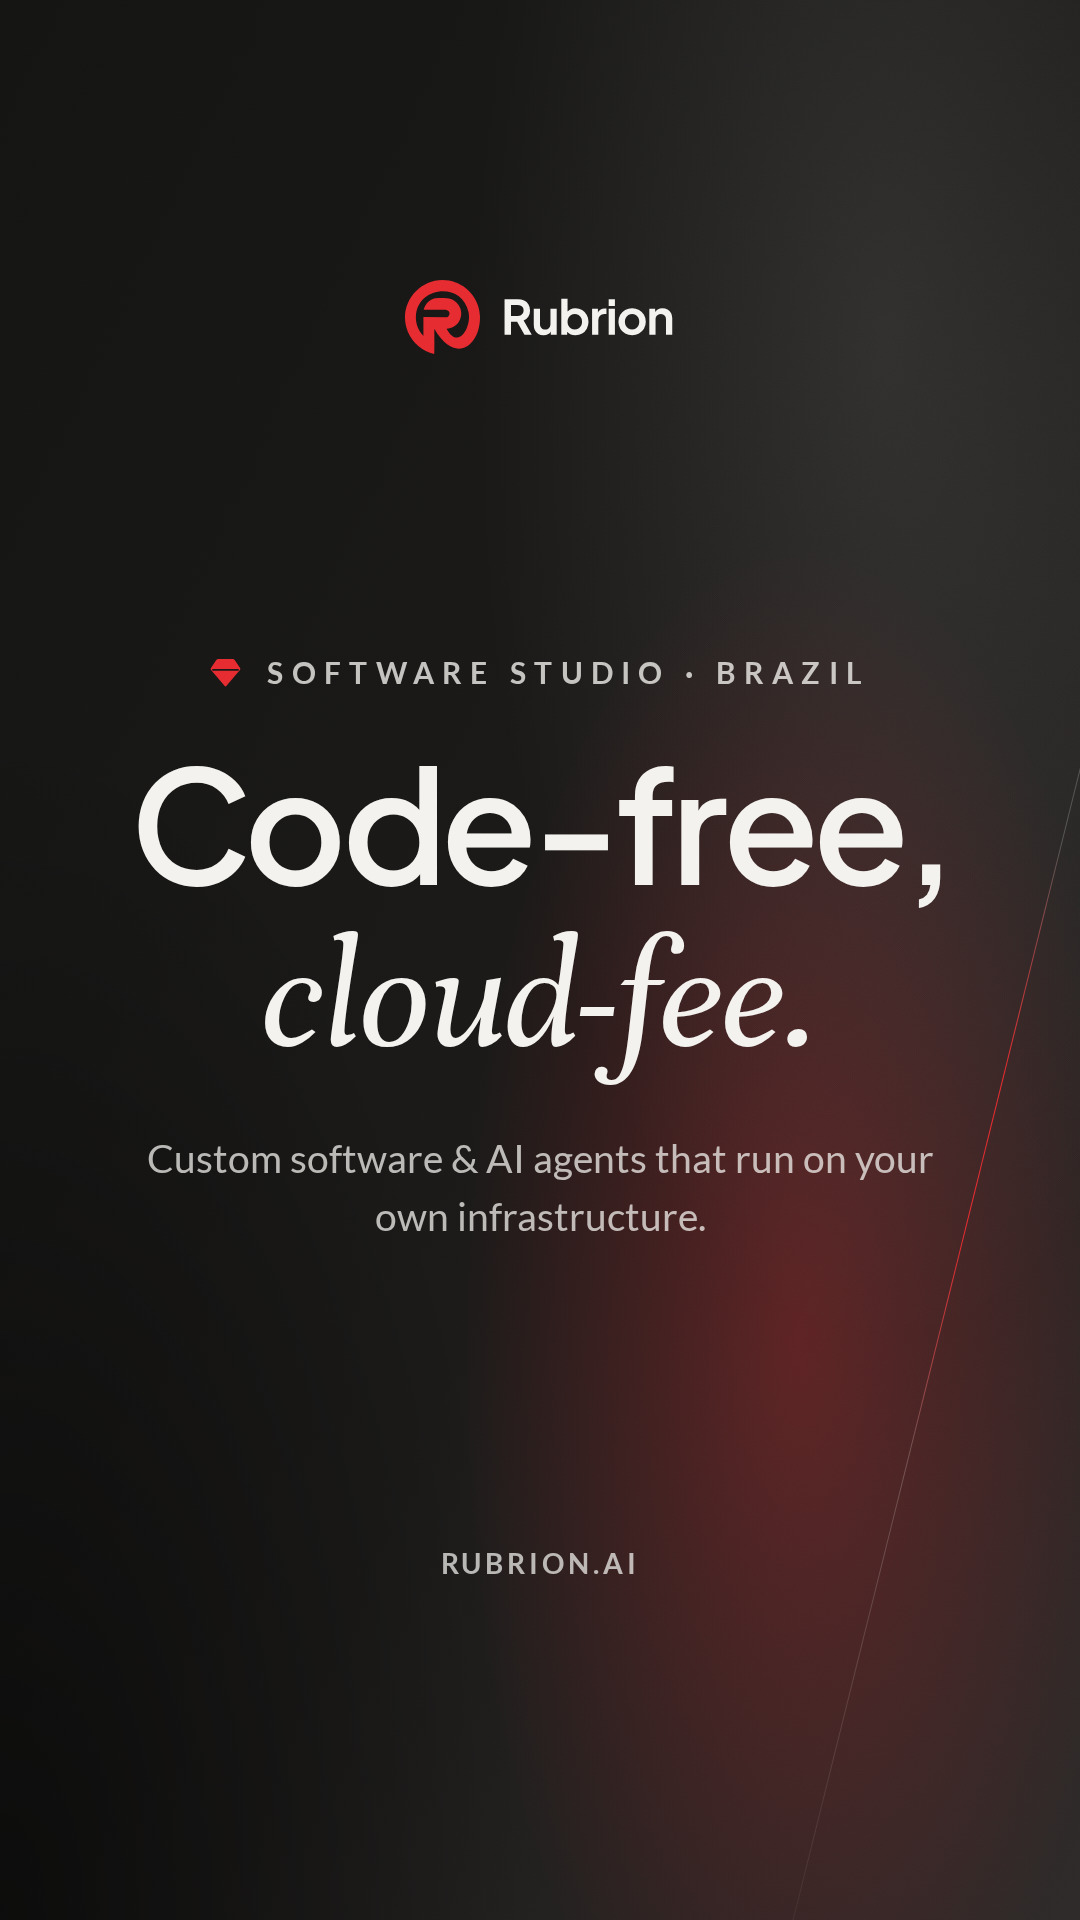 Rubrion
SOFTWARE STUDIO · BRAZIL
Code-free,
cloud-fee.
Custom software & AI agents that run on your
own infrastructure.
RUBRION.AI